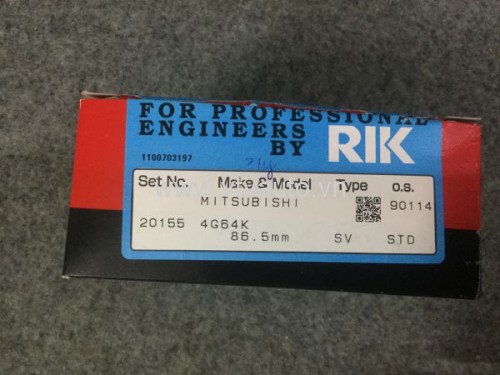 FOR PROFESSIONAL
ENGINEERS
BY RIK
1100703197
Set No. Make & Model Type o.s.
MITSUBISHI 90114
20155 4G64K
86.5mm SV STD